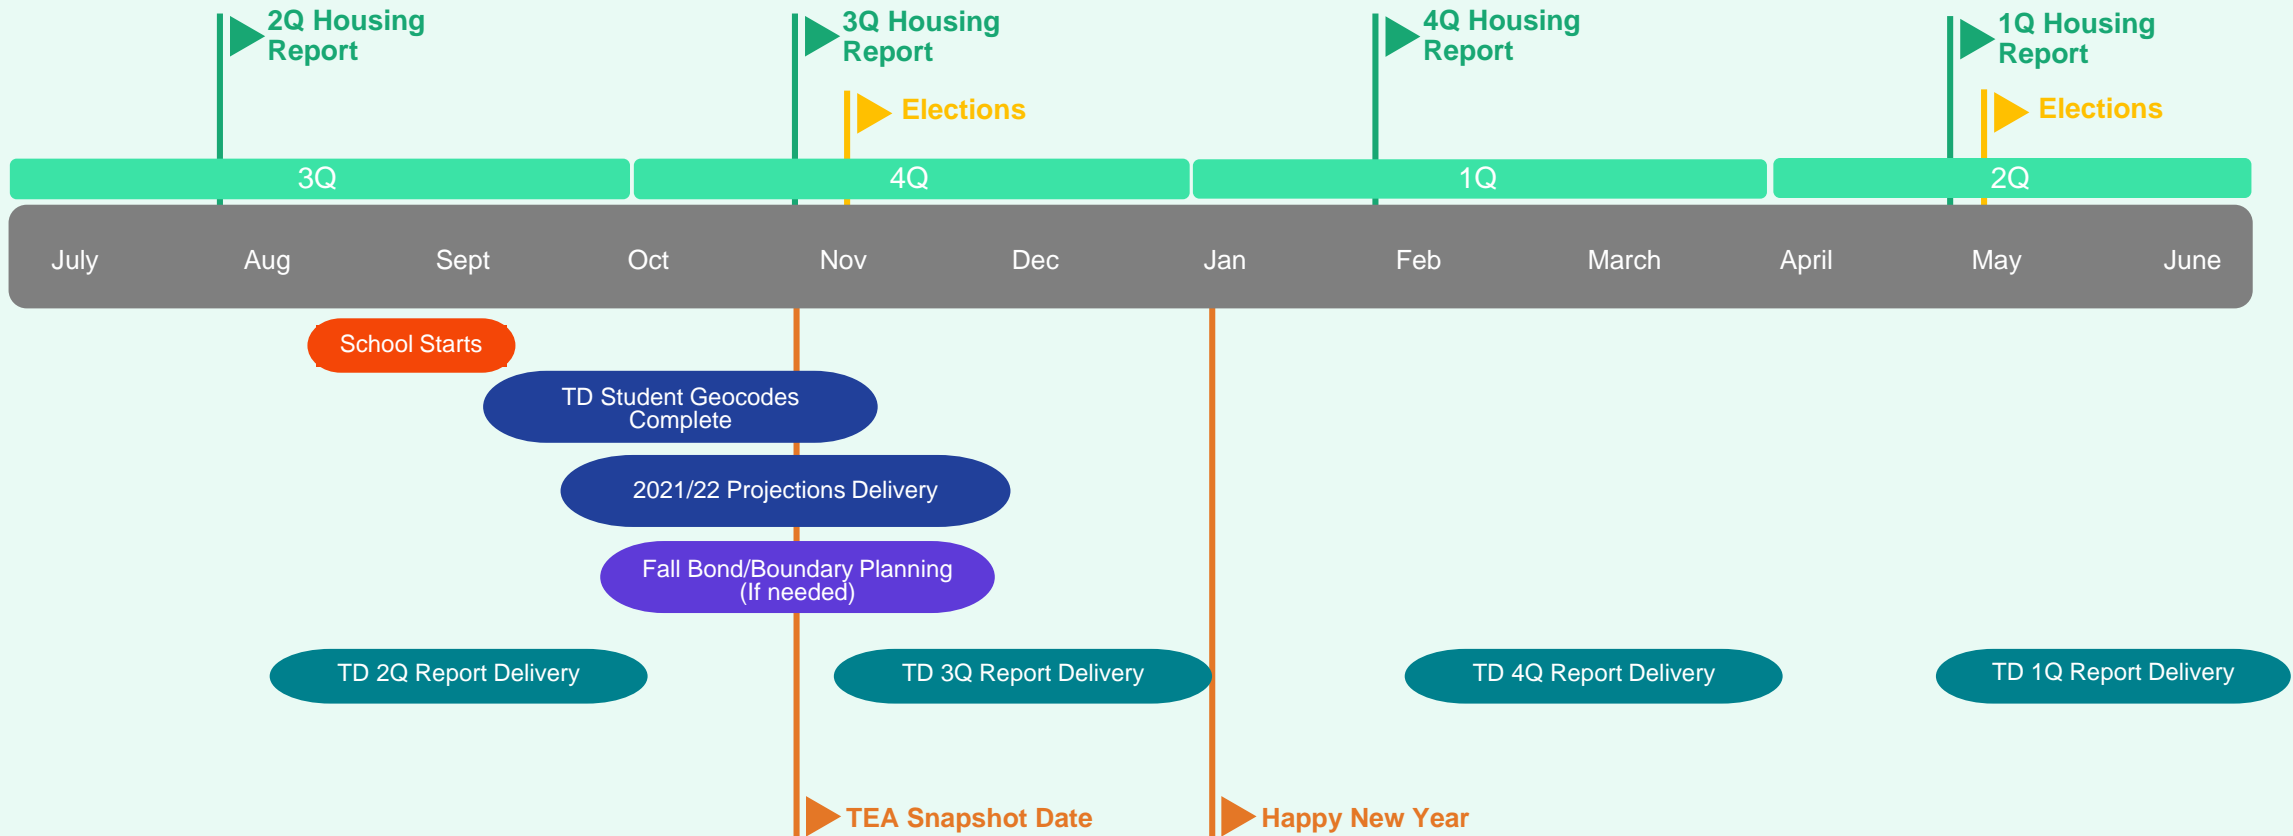 2Q Housing
Report
3Q Housing
Report
4Q Housing
Report
1Q Housing
Report
Elections
Elections
3Q
4Q
1Q
2Q
July
Aug
Sept
Oct
Nov
Dec
Jan
Feb
March
April
May
June
School Starts
TD Student Geocodes
Complete
2021/22 Projections Delivery
Fall Bond/Boundary Planning
(If needed)
TD 2Q Report Delivery
TD 3Q Report Delivery
TD 4Q Report Delivery
TD 1Q Report Delivery
TEA Snapshot Date
Happy New Year